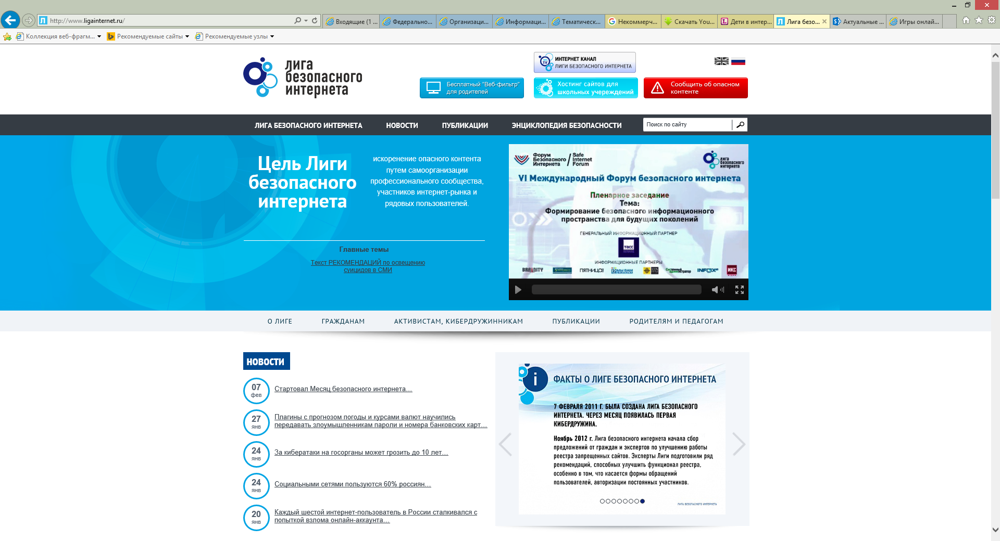 http://www.ligainternet.ru/
Входящие (1 ...
Федерально...
Организаци...
Информаци...
Тематическ...
Некоммерч...
Скачать You...
Дети в интер...
Лига безо...
Актуальные ...
Игры онлай...
Коллекция веб-фрагм...
Рекомендуемые сайты
Рекомендуемые узлы
лига
безопасного
интернета
ИНТЕРНЕТ КАНАЛ
ЛИГИ БЕЗОПАСНОГО ИНТЕРНЕТА
Бесплатный "Веб-фильтр"
для родителей
Хостинг сайтов для
школьных учереждений
Сообщить об опасном
контенте
ЛИГА БЕЗОПАСНОГО ИНТЕРНЕТА
НОВОСТИ
ПУБЛИКАЦИИ
ЭНЦИКЛОПЕДИЯ БЕЗОПАСНОСТИ
Поиск по сайту
Цель Лиги
безопасного
интернета
искоренение опасного контента
путем самоорганизации
профессионального сообщества,
участников интернет-рынка и
рядовых пользователей.
Главные темы
Текст РЕКОМЕНДАЦИЙ по освещению
суицидов в СМИ
Форум
Безопасного
Интернета
Safe
Internet
Forum
лига
безопасного
интернета
VI Международный Форум безопасного интернета
Пленарное заседание
Тема:
Формирование безопасного информационного
пространства для будущих поколений
ГЕНЕРАЛЬНЫЙ ИНФОРМАЦИОННЫЙ ПАРТНЕР
ТАСС
ИНФОРМАЦИОННЫЕ ПАРТНЕРЫ
BRAINITY
ПЯТНИЦА!
МЫ ВАМ
ПОКАЖЕМ
Системный
администратор
INFOX
ИКС
О ЛИГЕ
ГРАЖДАНАМ
АКТИВИСТАМ, КИБЕРДРУЖИННИКАМ
ПУБЛИКАЦИИ
РОДИТЕЛЯМ И ПЕДАГОГАМ
НОВОСТИ
07
фев
Стартовал Месяц безопасного интернета...
27
янв
Плагины с прогнозом погоды и курсами валют научились
передавать злоумышленникам пароли и номера банковских карт...
24
янв
За кибератаки на госорганы может грозить до 10 лет...
24
янв
Социальными сетями пользуются 60% россиян...
20
янв
Каждый шестой интернет-пользователь в России сталкивался с
попыткой взлома онлайн-аккаунта...
ФАКТЫ О ЛИГЕ БЕЗОПАСНОГО ИНТЕРНЕТА
7 ФЕВРАЛЯ 2011 Г. БЫЛА СОЗДАНА ЛИГА БЕЗОПАСНОГО
ИНТЕРНЕТА. ЧЕРЕЗ МЕСЯЦ ПОЯВИЛАСЬ ПЕРВАЯ
КИБЕРДРУЖИНА.
Ноябрь 2012 г. Лига безопасного интернета начала сбор
предложений от граждан и экспертов по улучшению работы
реестра запрещенных сайтов. Эксперты Лиги подготовили ряд
рекомендаций, способных улучшить функционал реестра,
особенно в том, что касается формы обращений
пользователей, авторизации постоянных участников.
ЛИГА БЕЗОПАСНОГО ИНТЕРНЕТА